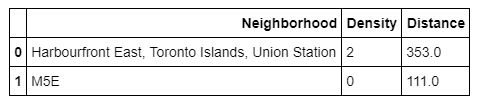 Neighborhood Density Distance
0 Harbourfront East, Toronto Islands, Union Station 2 353.0
1 M5E 0 111.0